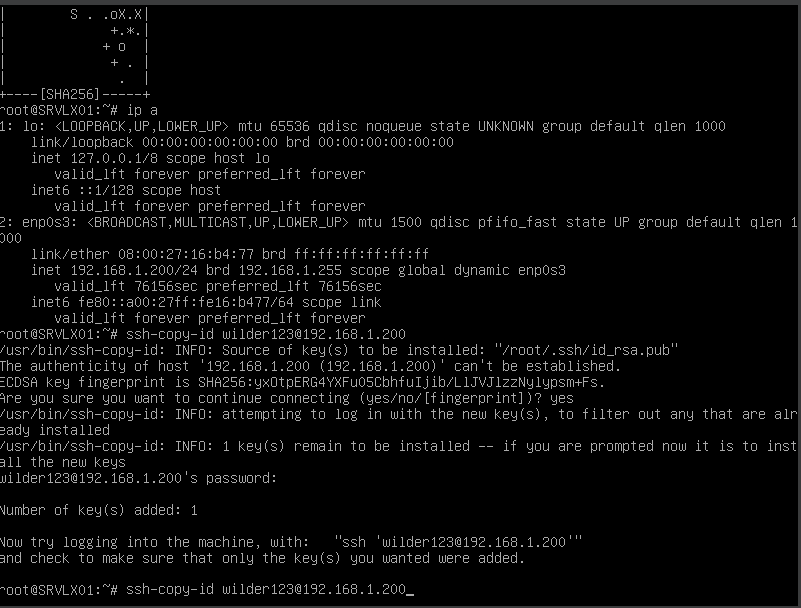 |        S . .oX.X|
|             +.*.|
|            + o  |
|             + . |
|              .  |
+----[SHA256]-----+
root@SRVLX01:~# ip a
1: lo: <LOOPBACK,UP,LOWER_UP> mtu 65536 qdisc noqueue state UNKNOWN group default qlen 1000
    link/loopback 00:00:00:00:00:00 brd 00:00:00:00:00:00
    inet 127.0.0.1/8 scope host lo
       valid_lft forever preferred_lft forever
    inet6 ::1/128 scope host
       valid_lft forever preferred_lft forever
2: enp0s3: <BROADCAST,MULTICAST,UP,LOWER_UP> mtu 1500 qdisc pfifo_fast state UP group default qlen 1
000
    link/ether 08:00:27:16:b4:77 brd ff:ff:ff:ff:ff:ff
    inet 192.168.1.200/24 brd 192.168.1.255 scope global dynamic enp0s3
       valid_lft 76156sec preferred_lft 76156sec
    inet6 fe80::a00:27ff:fe16:b477/64 scope link
       valid_lft forever preferred_lft forever
root@SRVLX01:~# ssh-copy-id wilder123@192.168.1.200
/usr/bin/ssh-copy-id: INFO: Source of key(s) to be installed: "/root/.ssh/id_rsa.pub"
The authenticity of host '192.168.1.200 (192.168.1.200)' can't be established.
ECDSA key fingerprint is SHA256:yxOtpERG4YXFu05CbhfuIjib/LlJVJlzzNylypsm+Fs.
Are you sure you want to continue connecting (yes/no/[fingerprint])? yes
/usr/bin/ssh-copy-id: INFO: attempting to log in with the new key(s), to filter out any that are alr
eady installed
/usr/bin/ssh-copy-id: INFO: 1 key(s) remain to be installed -- if you are prompted now it is to inst
all the new keys
wilder123@192.168.1.200's password:
Number of key(s) added: 1
Now try logging into the machine, with:   "ssh 'wilder123@192.168.1.200'"
and check to make sure that only the key(s) you wanted were added.
root@SRVLX01:~# ssh-copy-id wilder123@192.168.1.200_